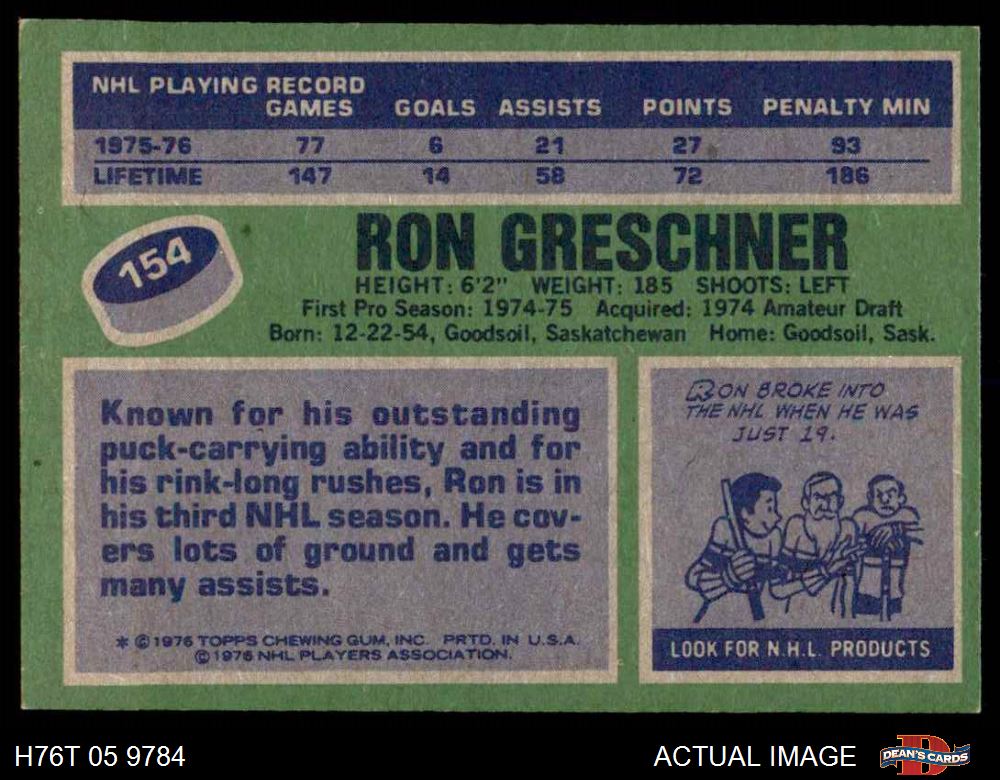 NHL PLAYING RECORD
GAMES GOALS ASSISTS POINTS PENALTY MIN
1975-76 77 6 21 27 93
LIFETIME 147 14 58 72 186
154
RON GRESCHNER
HEIGHT: 6'2" WEIGHT: 185 SHOOTS: LEFT
First Pro Season: 1974-75 Acquired: 1974 Amateur Draft
Born: 12-22-54, Goodsoil, Saskatchewan Home: Goodsoil, Sask.
Known for his outstanding
puck-carrying ability and for
his rink-long rushes, Ron is in
his third NHL season. He cov-
ers lots of ground and gets
many assists.
* © 1976 TOPPS CHEWING GUM, INC. PRTD. IN U.S.A.
© 1976 NHL PLAYERS ASSOCIATION.
RON BROKE INTO
THE NHL WHEN HE WAS
JUST 19.
LOOK FOR N.H.L. PRODUCTS
H76T 05 9784
ACTUAL IMAGE
DEAN'S CARDS